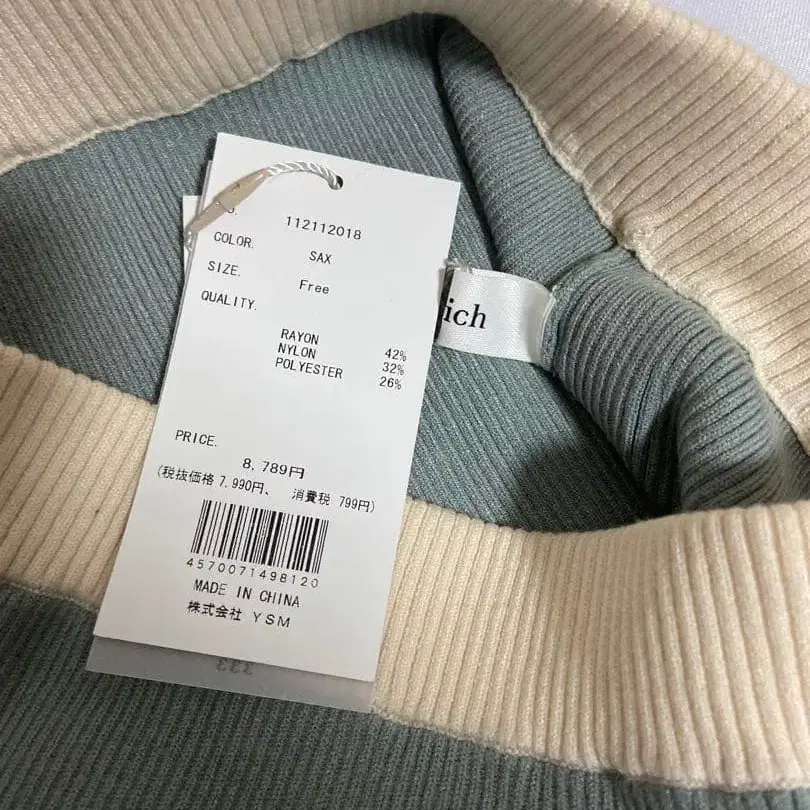 112112018
COLOR. SAX
SIZE. Free
QUALITY.
RAYON 42%
NYLON 32%
POLYESTER 26%
PRICE.
8,789円
(税抜価格 7,990円、 消費税 799円)
4570071498120
MADE IN CHINA
株式会社 YSM
ich